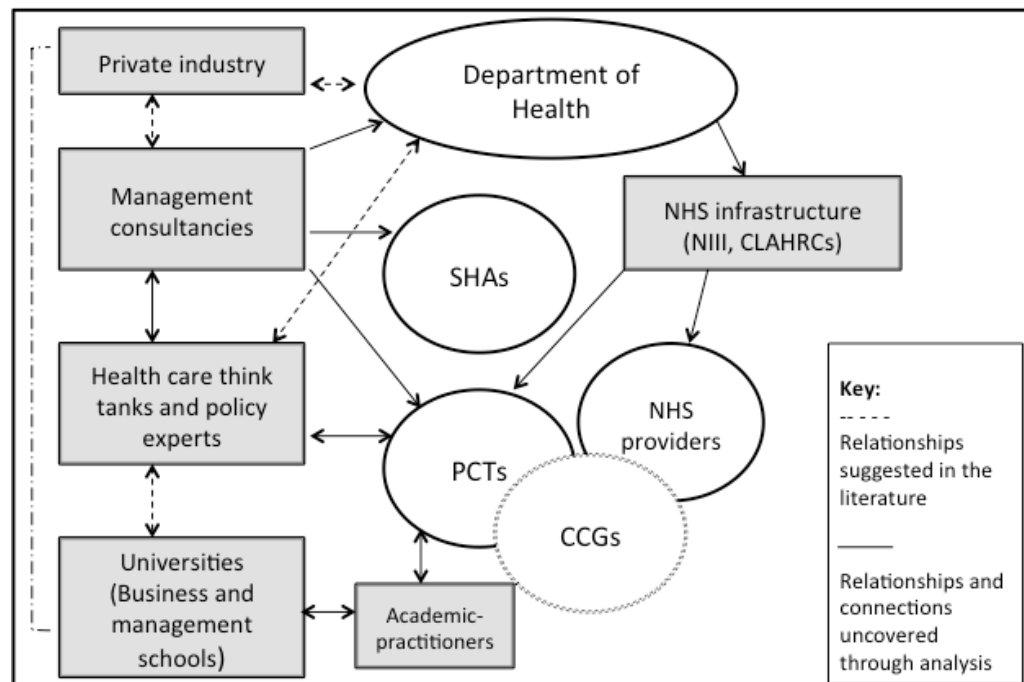 Private industry
Department of
Health
Management
consultancies
NHS infrastructure
(NIII, CLAHRCs)
SHAs
Health care think
tanks and policy
experts
NHS
providers
PCTs
CCGs
Universities
(Business and
management
schools)
Academic-
practitioners
Key:
Relationships
suggested in the
literature
Relationships and
connections
uncovered
through analysis